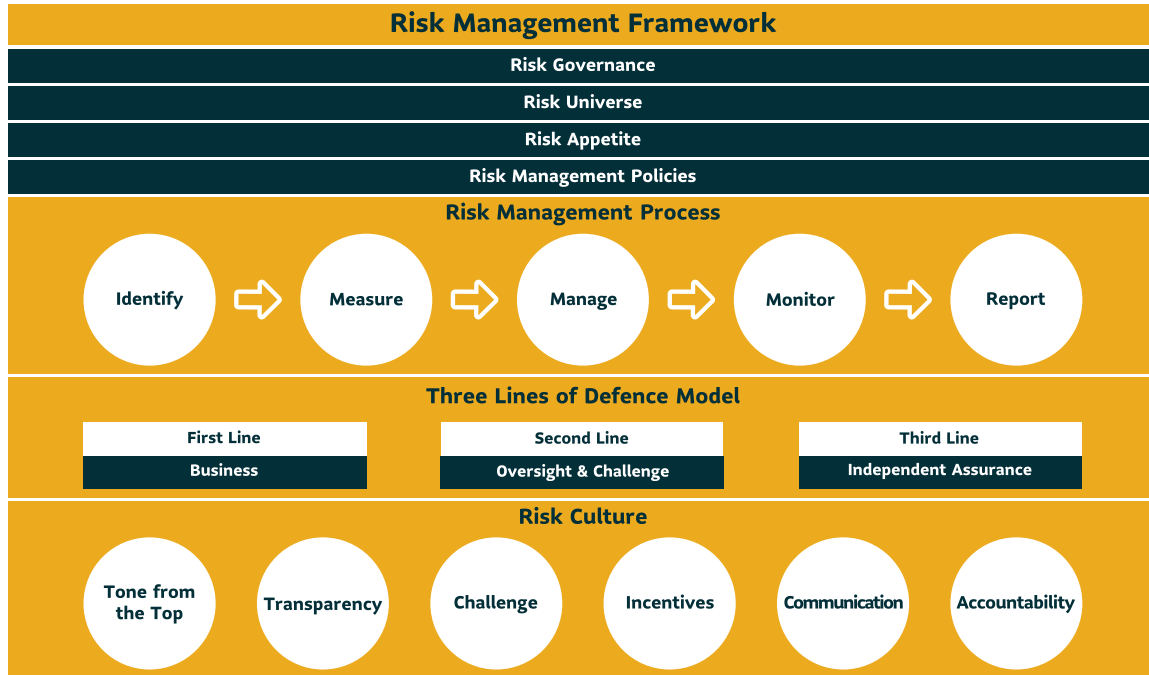 Risk Management Framework
Risk Governance
Risk Universe
Risk Appetite
Risk Management Policies
Risk Management Process
Identify
Measure
Manage
Monitor
Report
Three Lines of Defence Model
First Line
Business
Second Line
Oversight & Challenge
Third Line
Independent Assurance
Risk Culture
Tone from
the Top
Transparency
Challenge
Incentives
Communication
Accountability